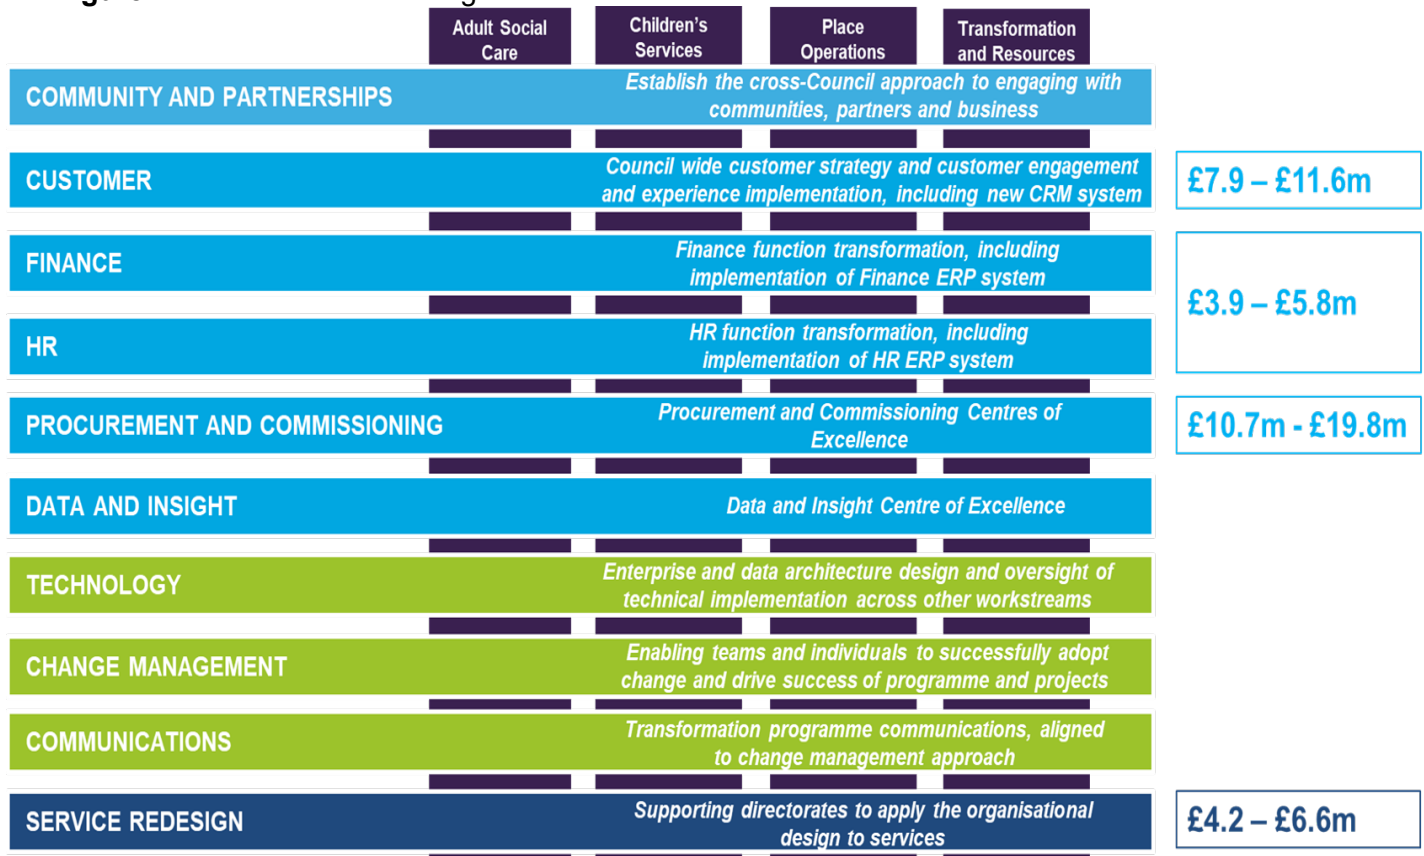 Adult Social
Care
Children's
Services
Place
Operations
Transformation
and Resources
COMMUNITY AND PARTNERSHIPS
Establish the cross-Council approach to engaging with
communities, partners and business
CUSTOMER
Council wide customer strategy and customer engagement
and experience implementation, including new CRM system
£7.9 – £11.6m
FINANCE
Finance function transformation, including
implementation of Finance ERP system
£3.9 – £5.8m
HR
HR function transformation, including
implementation of HR ERP system
PROCUREMENT AND COMMISSIONING
Procurement and Commissioning Centres of
Excellence
£10.7m - £19.8m
DATA AND INSIGHT
Data and Insight Centre of Excellence
TECHNOLOGY
Enterprise and data architecture design and oversight of
technical implementation across other workstreams
CHANGE MANAGEMENT
Enabling teams and individuals to successfully adopt
change and drive success of programme and projects
COMMUNICATIONS
Transformation programme communications, aligned
to change management approach
SERVICE REDESIGN
Supporting directorates to apply the organisational
design to services
£4.2 – £6.6m